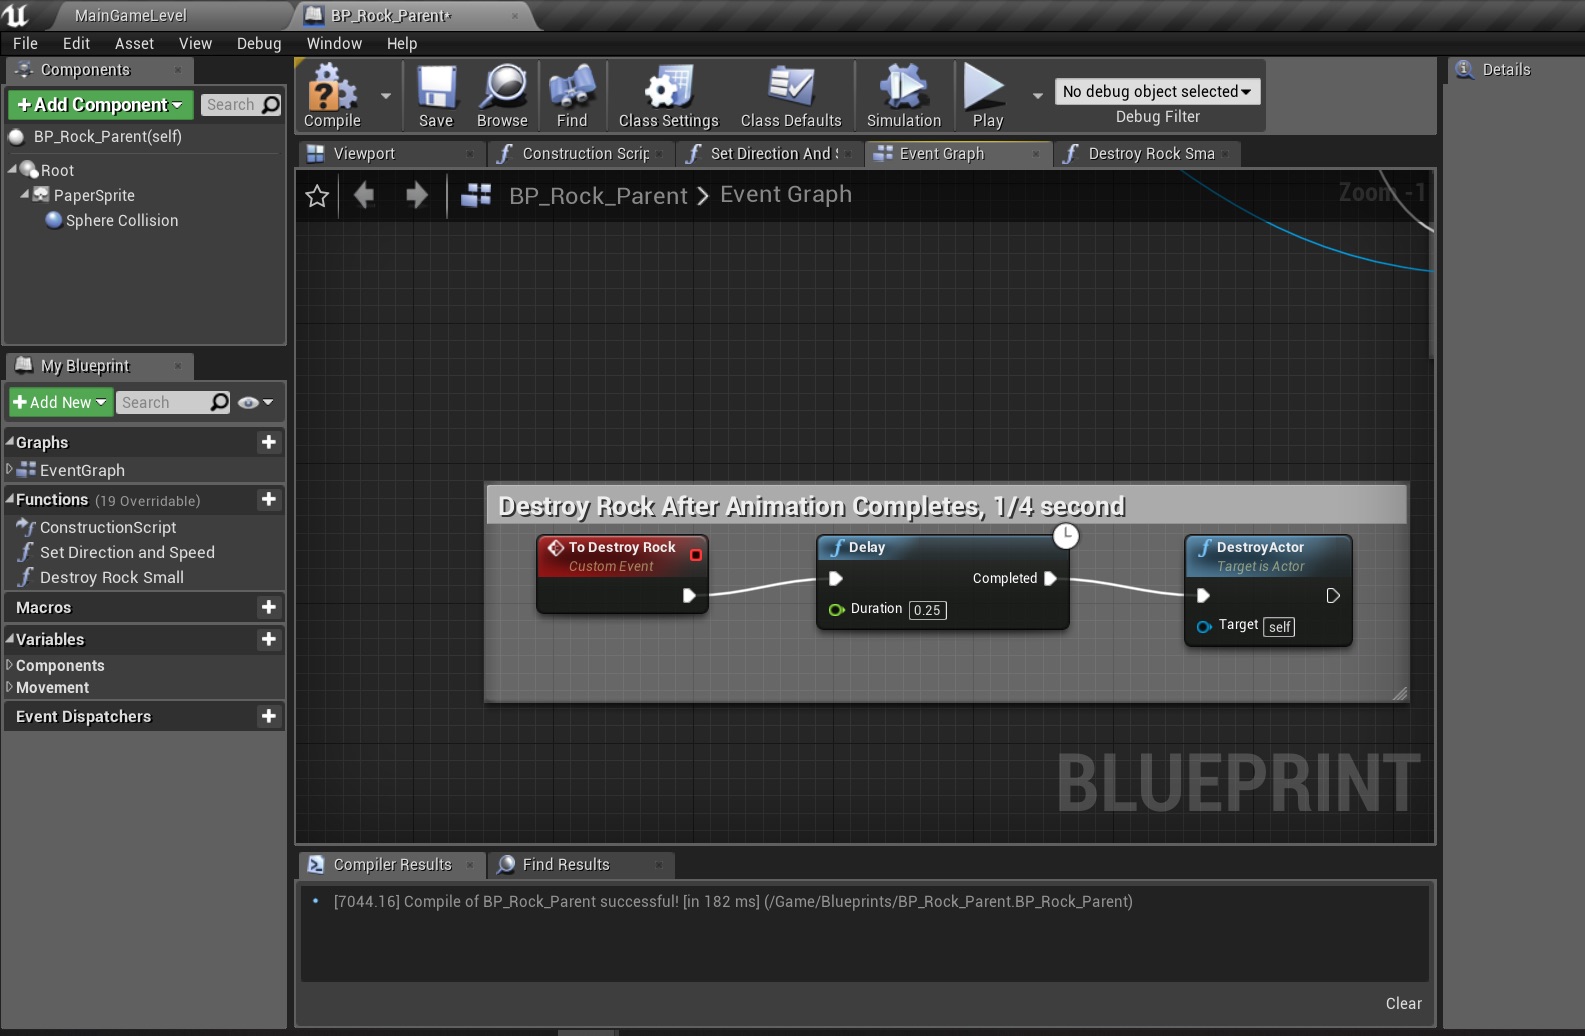 MainGameLevel
BP_Rock_Parent*
File Edit Asset View Debug Window Help
Components
+Add Component
Search
BP_Rock_Parent(self)
Root
PaperSprite
Sphere Collision
My Blueprint
+Add New
Search
Graphs
EventGraph
Functions (19 Overridable)
ConstructionScript
Set Direction and Speed
Destroy Rock Small
Macros
Variables
Components
Movement
Event Dispatchers
Compile
Save
Browse
Find
Class Settings
Class Defaults
Simulation
Play
No debug object selected
Debug Filter
Viewport
Construction Scrip
Set Direction And S
Event Graph
Destroy Rock Sma
BP_Rock_Parent > Event Graph
Zoom -1
Destroy Rock After Animation Completes, 1/4 second
To Destroy Rock
Custom Event
Delay
Completed
Duration 0.25
DestroyActor
Target is Actor
Target self
BLUEPRINT
Compiler Results
Find Results
[7044.16] Compile of BP_Rock_Parent successful! [in 182 ms] (/Game/Blueprints/BP_Rock_Parent.BP_Rock_Parent)
Clear
Details